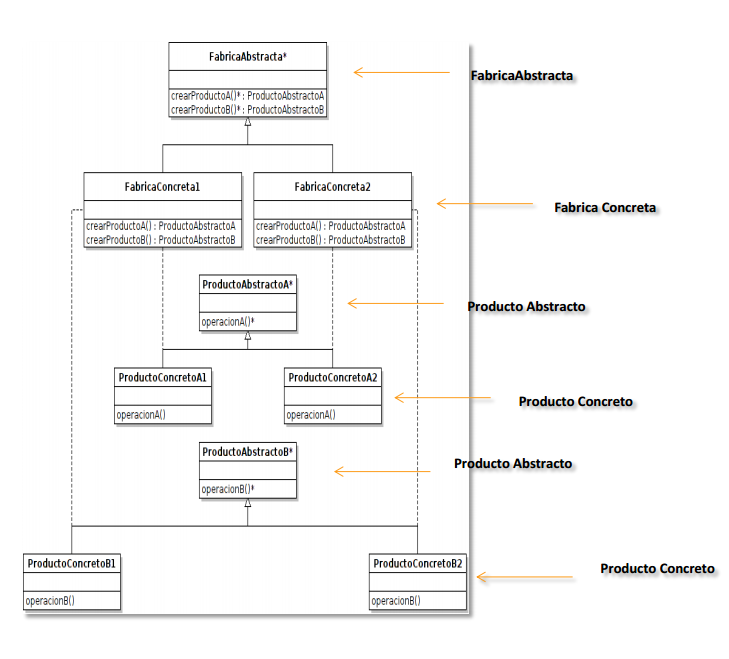 FabricaAbstracta*
crearProductoA()* : ProductoAbstractoA
crearProductoB()* : ProductoAbstractoB
FabricaAbstracta
FabricaConcreta1
crearProductoA() : ProductoAbstractoA
crearProductoB() : ProductoAbstractoB
FabricaConcreta2
crearProductoA() : ProductoAbstractoA
crearProductoB() : ProductoAbstractoB
Fabrica Concreta
ProductoAbstractoA*
operacionA()*
Producto Abstracto
ProductoConcretoA1
operacionA()
ProductoConcretoA2
operacionA()
Producto Concreto
ProductoAbstractoB*
operacionB()*
Producto Abstracto
ProductoConcretoB1
operacionB()
ProductoConcretoB2
operacionB()
Producto Concreto